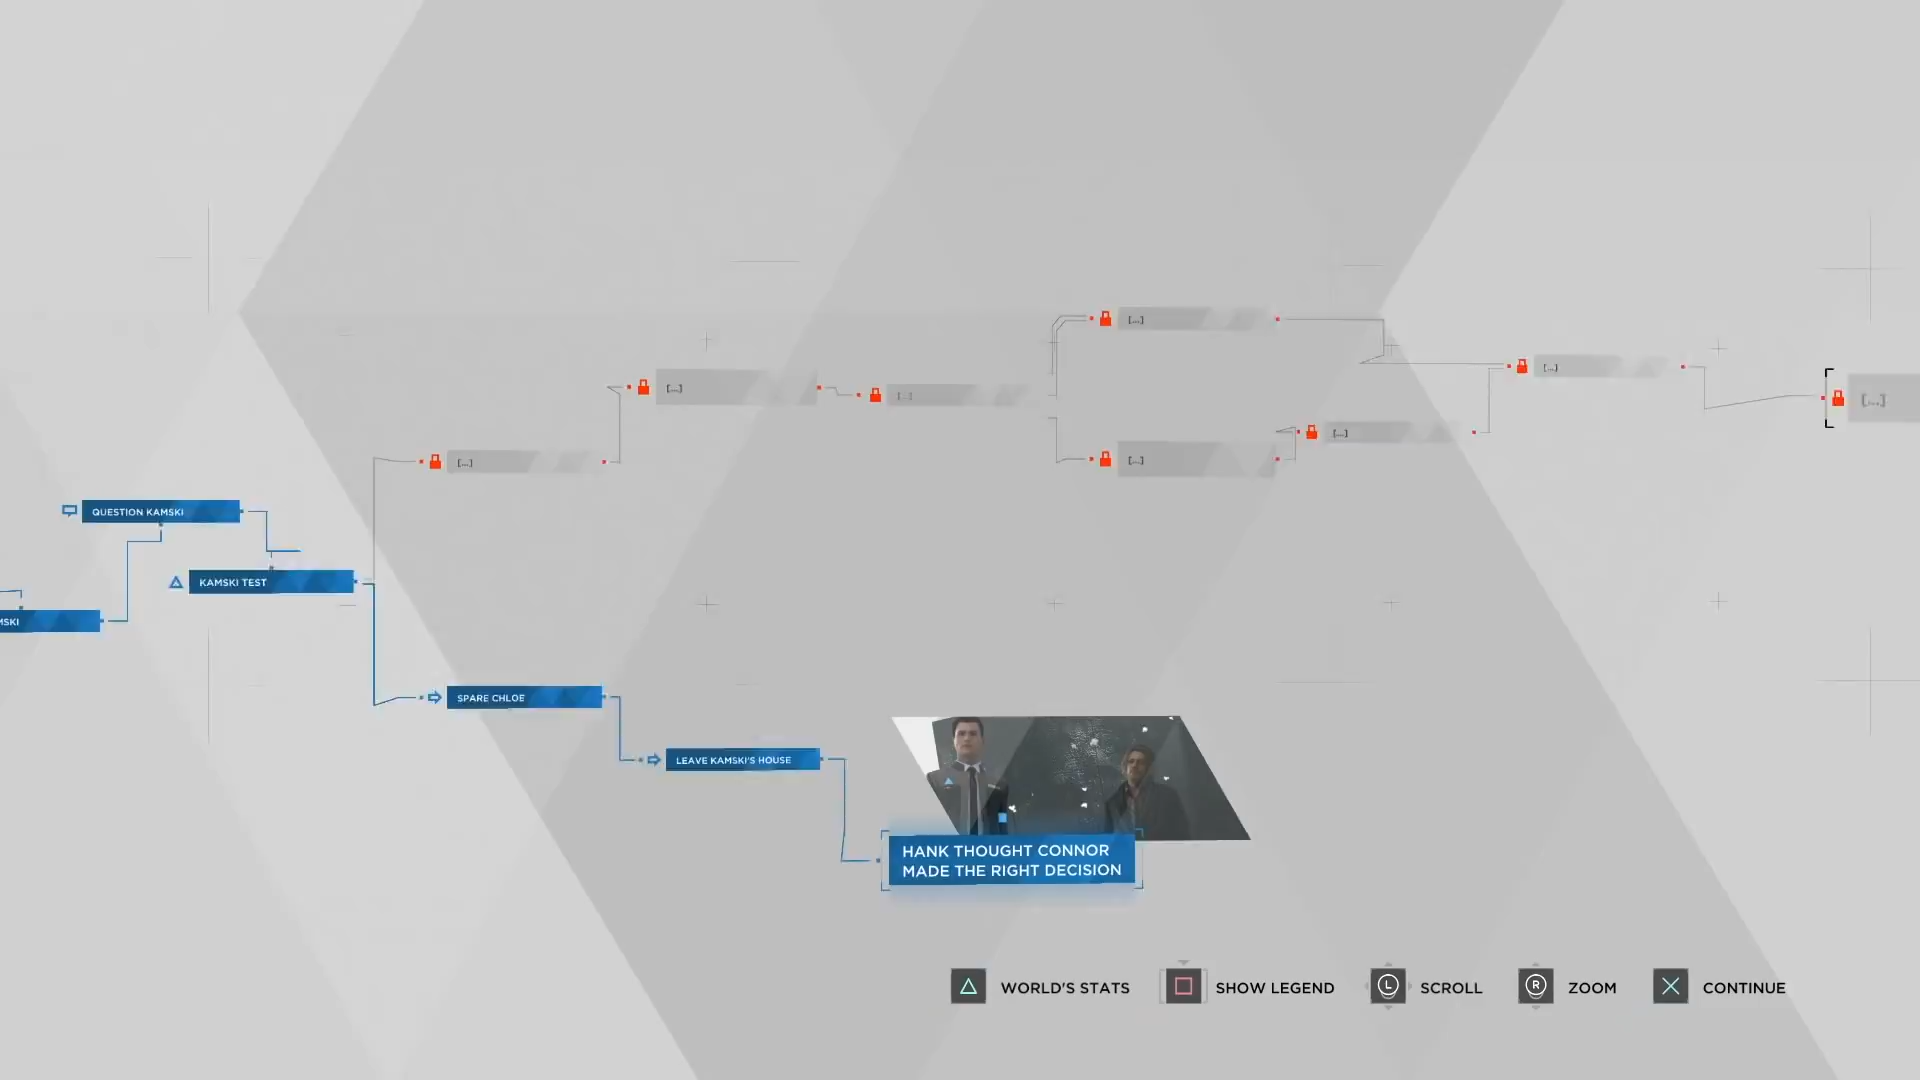 [...]
[...]
[...]
[...]
[...]
[...]
[...]
[...]
QUESTION KAMSKI
KAMSKI TEST
MSKI
SPARE CHLOE
LEAVE KAMSKI'S HOUSE
HANK THOUGHT CONNOR
MADE THE RIGHT DECISION
WORLD'S STATS
SHOW LEGEND
L
SCROLL
R
ZOOM
CONTINUE